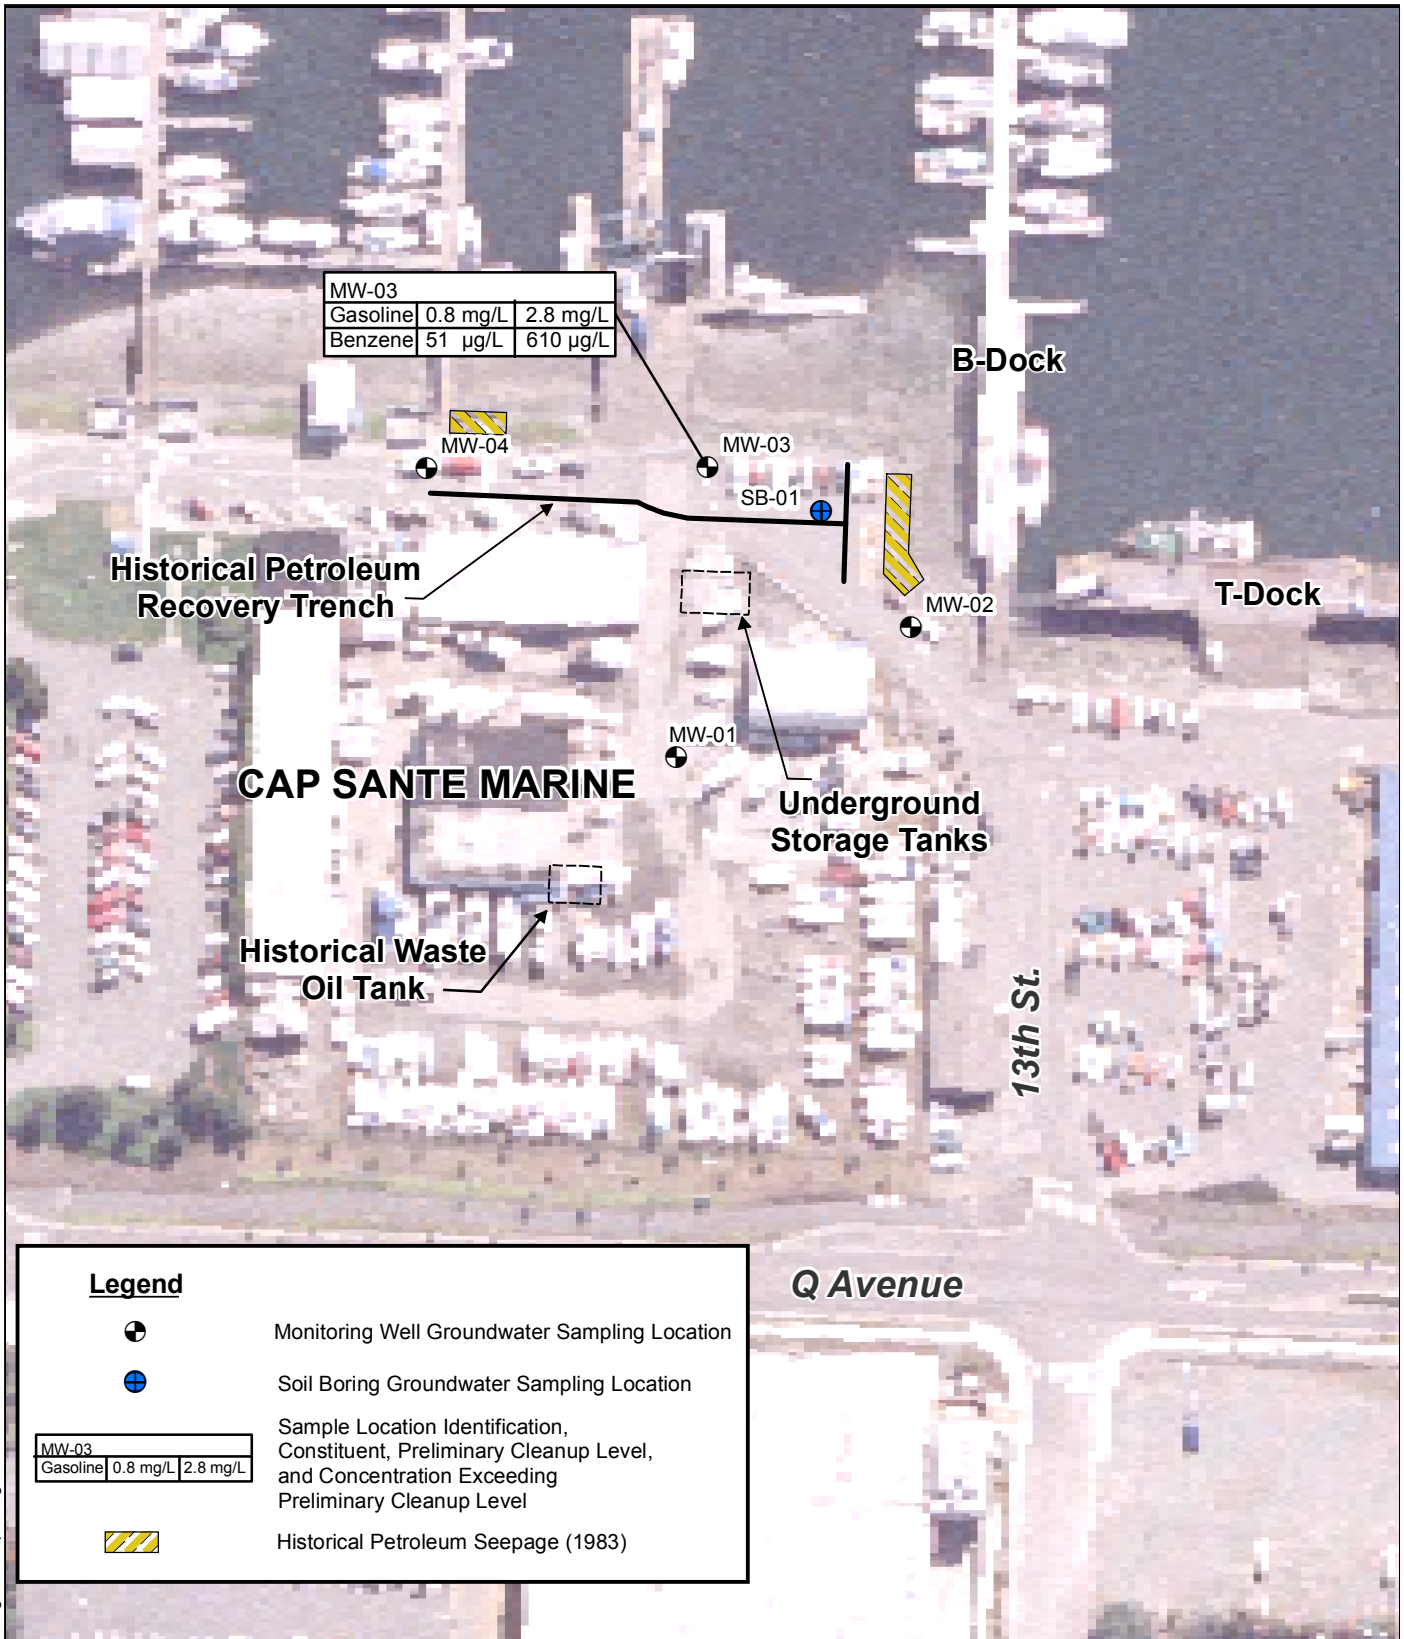 MW-03
Gasoline 0.8 mg/L 2.8 mg/L
Benzene 51 µg/L 610 µg/L
B-Dock
MW-04
MW-03
SB-01
Historical Petroleum
Recovery Trench
T-Dock
MW-02
MW-01
CAP SANTE MARINE
Underground
Storage Tanks
Historical Waste
Oil Tank
13th St.
Q Avenue
Legend
Monitoring Well Groundwater Sampling Location
Soil Boring Groundwater Sampling Location
MW-03
Gasoline 0.8 mg/L 2.8 mg/L
Sample Location Identification,
Constituent, Preliminary Cleanup Level,
and Concentration Exceeding
Preliminary Cleanup Level
Historical Petroleum Seepage (1983)